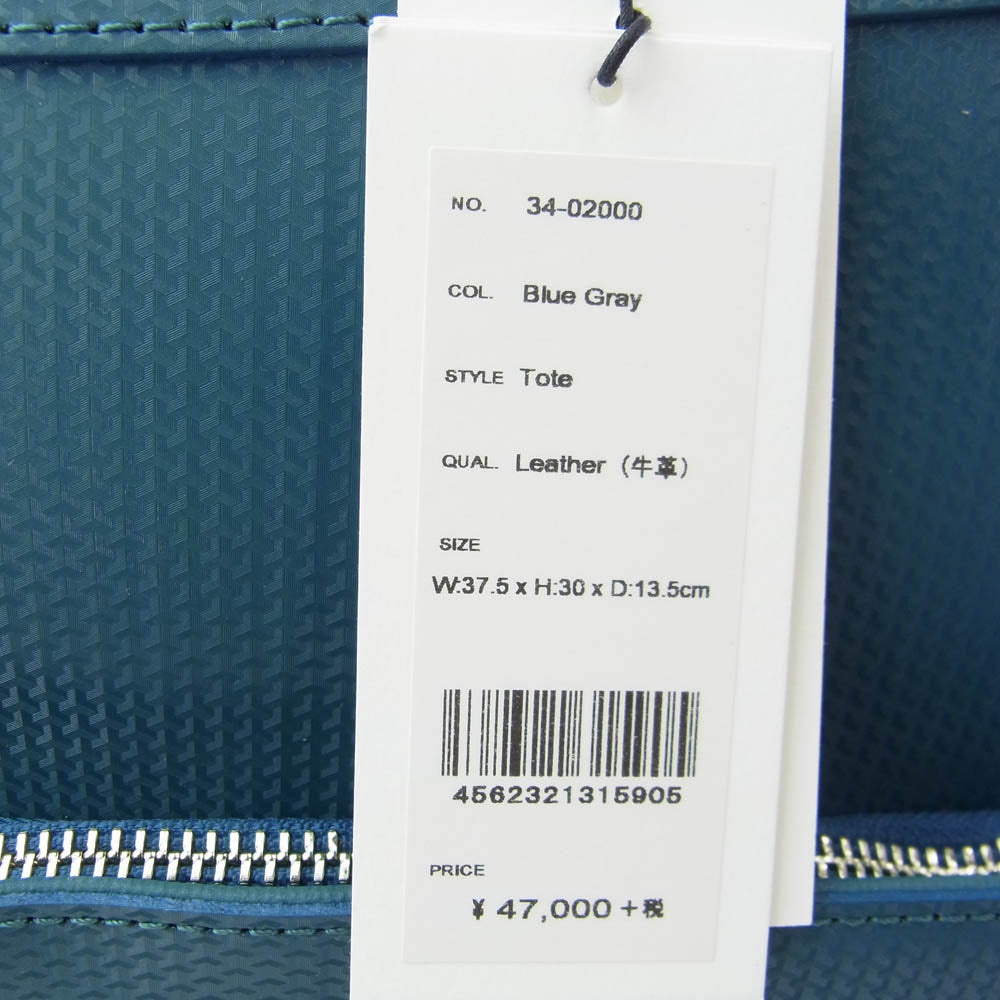 NO. 34-02000
COL. Blue Gray
STYLE Tote
QUAL. Leather (牛革)
SIZE
W:37.5 x H:30 x D:13.5cm
4562321315905
PRICE
¥ 47,000 +税